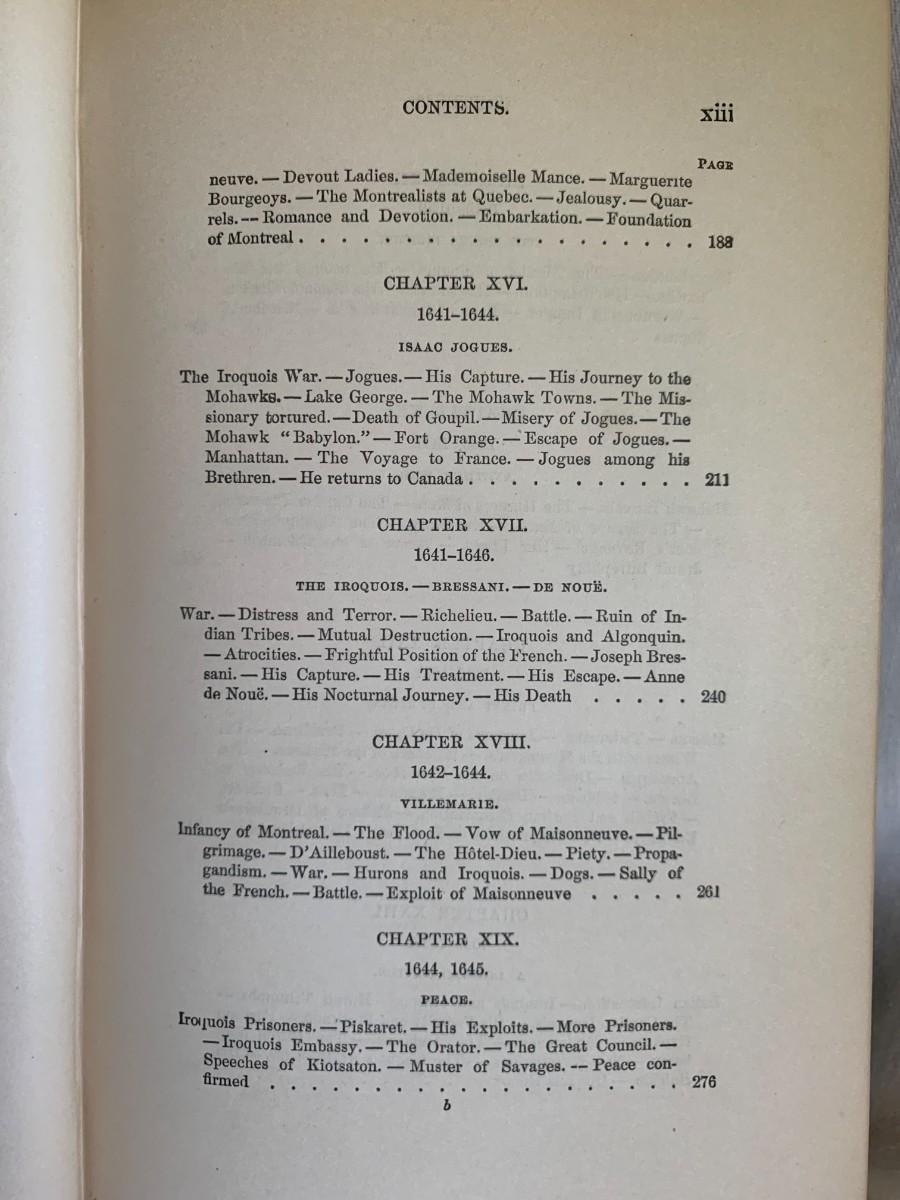 CONTENTS. xiii
PAGE
neuve. — Devout Ladies. — Mademoiselle Mance. — Marguerite
Bourgeoys. — The Montrealists at Quebec. — Jealousy. — Quar-
rels. — Romance and Devotion. — Embarkation. — Foundation
of Montreal . . . . . . . . . . . . . . . . . . . 188
CHAPTER XVI.
1641–1644.
ISAAC JOGUES.
The Iroquois War. — Jogues. — His Capture. — His Journey to the
Mohawks. — Lake George. — The Mohawk Towns. — The Mis-
sionary tortured. — Death of Goupil. — Misery of Jogues. — The
Mohawk "Babylon." — Fort Orange. — Escape of Jogues. —
Manhattan. — The Voyage to France. — Jogues among his
Brethren. — He returns to Canada . . . . . . . . . . . 211
CHAPTER XVII.
1641–1646.
THE IROQUOIS. — BRESSANI. — DE NOUË.
War. — Distress and Terror. — Richelieu. — Battle. — Ruin of In-
dian Tribes. — Mutual Destruction. — Iroquois and Algonquin.
— Atrocities. — Frightful Position of the French. — Joseph Bres-
sani. — His Capture. — His Treatment. — His Escape. — Anne
de Nouë. — His Nocturnal Journey. — His Death . . . . . 240
CHAPTER XVIII.
1642–1644.
VILLEMARIE.
Infancy of Montreal. — The Flood. — Vow of Maisonneuve. — Pil-
grimage. — D'Ailleboust. — The Hôtel-Dieu. — Piety. — Propa-
gandism. — War. — Hurons and Iroquois. — Dogs. — Sally of
the French. — Battle. — Exploit of Maisonneuve . . . . . 261
CHAPTER XIX.
1644, 1645.
PEACE.
Iroquois Prisoners. — Piskaret. — His Exploits. — More Prisoners.
— Iroquois Embassy. — The Orator. — The Great Council. —
Speeches of Kiotsaton. — Muster of Savages. — Peace con-
firmed . . . . . . . . . . . . . . . . . . . . 276
b